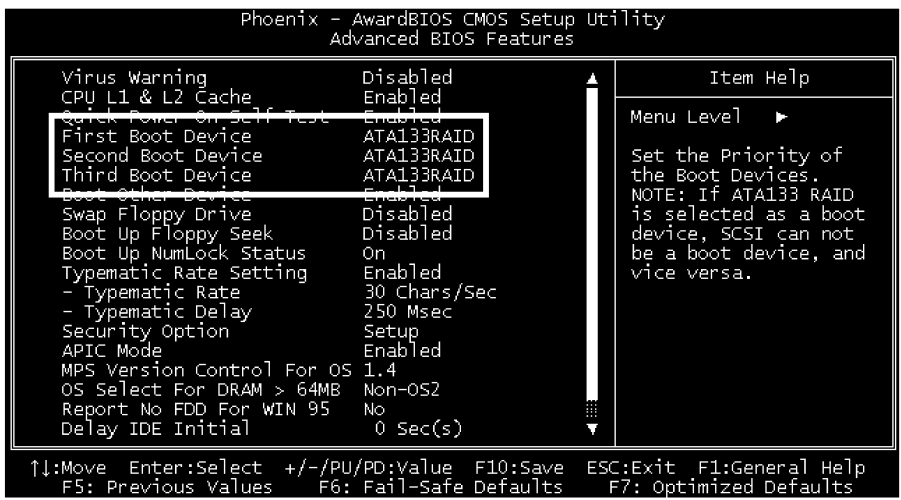 Phoenix - AwardBIOS CMOS Setup Utility
Advanced BIOS Features
Virus Warning Disabled
CPU L1 & L2 Cache Enabled
Quick Power On Self Test Enabled
First Boot Device ATA133RAID
Second Boot Device ATA133RAID
Third Boot Device ATA133RAID
Boot Other Device Enabled
Swap Floppy Drive Disabled
Boot Up Floppy Seek Disabled
Boot Up NumLock Status On
Typematic Rate Setting Enabled
- Typematic Rate 30 Chars/Sec
- Typematic Delay 250 Msec
Security Option Setup
APIC Mode Enabled
MPS Version Control For OS 1.4
OS Select For DRAM > 64MB Non-OS2
Report No FDD For WIN 95 No
Delay IDE Initial 0 Sec(s)
Item Help
Menu Level ►
Set the Priority of
the Boot Devices.
NOTE: If ATA133 RAID
is selected as a boot
device, SCSI can not
be a boot device, and
vice versa.
↑↓:Move Enter:Select +/-/PU/PD:Value F10:Save ESC:Exit F1:General Help
F5: Previous Values F6: Fail-Safe Defaults F7: Optimized Defaults